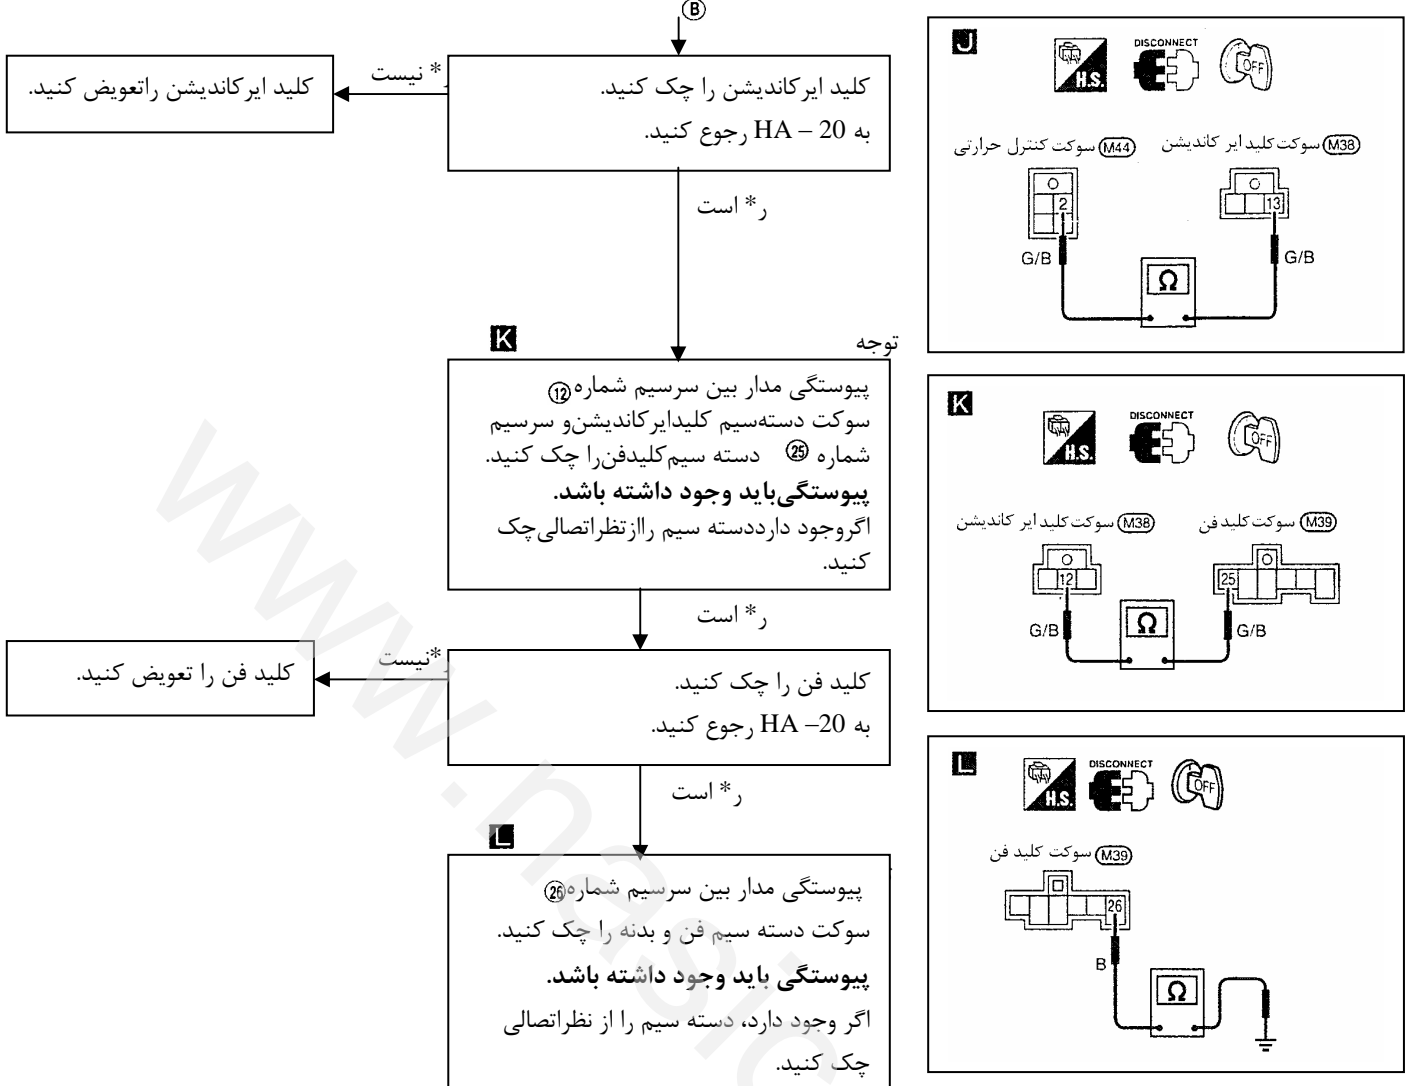 B
کلید ایرکاندیشن را چک کنید.
به HA – 20 رجوع کنید.
ر* نیست
کلید ایرکاندیشن راتعویض کنید.
ر* است
K
توجه
پیوستگی مدار بین سرسیم شماره 12
سوکت دسته‌سیم کلیدایرکاندیشن‌و سرسیم
شماره 25 دسته سیم‌کلیدفن‌را چک کنید.
پیوستگی‌باید وجود داشته باشد.
اگروجود دارددسته سیم راازتظراتصالی‌چک
کنید.
ر* است
کلید فن را چک کنید.
به HA –20 رجوع کنید.
ر*نیست
کلید فن را تعویض کنید.
ر* است
L
پیوستگی مدار بین سرسیم شماره 26
سوکت دسته سیم فن و بدنه را چک کنید.
پیوستگی باید وجود داشته باشد.
اگر وجود دارد، دسته سیم را از نظراتصالی
چک کنید.
J
H.S.
DISCONNECT
OFF
M38 سوکت کلید ایر کاندیشن
M44 سوکت کنترل حرارتی
2
13
G/B
G/B
Ω
K
H.S.
DISCONNECT
OFF
M39 سوکت کلید فن
M38 سوکت کلید ایر کاندیشن
12
25
G/B
G/B
Ω
L
H.S.
DISCONNECT
OFF
M39 سوکت کلید فن
26
B
Ω
www.nasic